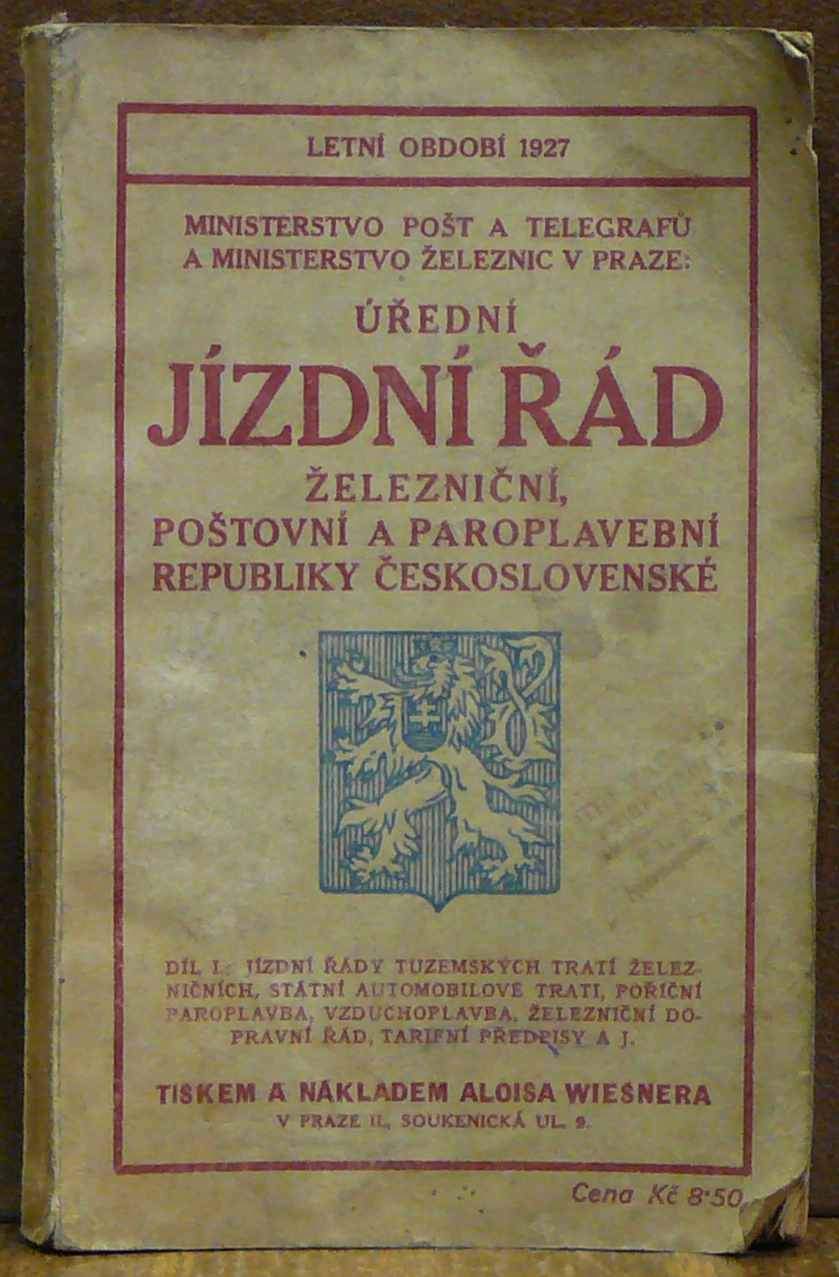 LETNÍ OBDOBÍ 1927
MINISTERSTVO POŠT A TELEGRAFŮ
A MINISTERSTVO ŽELEZNIC V PRAZE:
ÚŘEDNÍ
JÍZDNÍ ŘÁD
ŽELEZNIČNÍ,
POŠTOVNÍ A PAROPLAVEBNÍ
REPUBLIKY ČESKOSLOVENSKÉ
DÍL I.: JÍZDNÍ ŘÁDY TUZEMSKÝCH TRATÍ ŽELEZ-
NIČNÍCH, STÁTNÍ AUTOMOBILOVÉ TRATI, POŘÍČNÍ
PAROPLAVBA, VZDUCHOPLAVBA, ŽELEZNIČNÍ DO-
PRAVNÍ ŘÁD, TARIFNÍ PŘEDPISY A J.
TISKEM A NÁKLADEM ALOISA WIESNERA
V PRAZE II., SOUKENICKÁ UL. 9.
Cena Kč 8·50